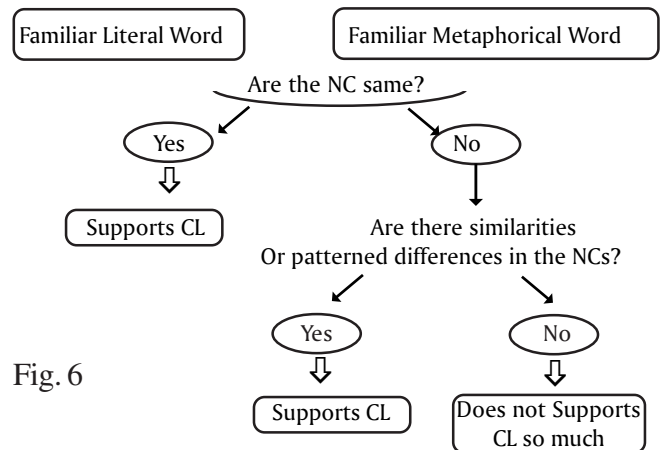 Familiar Literal Word
Familiar Metaphorical Word
Are the NC same?
Yes
No
Supports CL
Are there similarities
Or patterned differences in the NCs?
Yes
No
Fig. 6
Supports CL
Does not Supports
CL so much